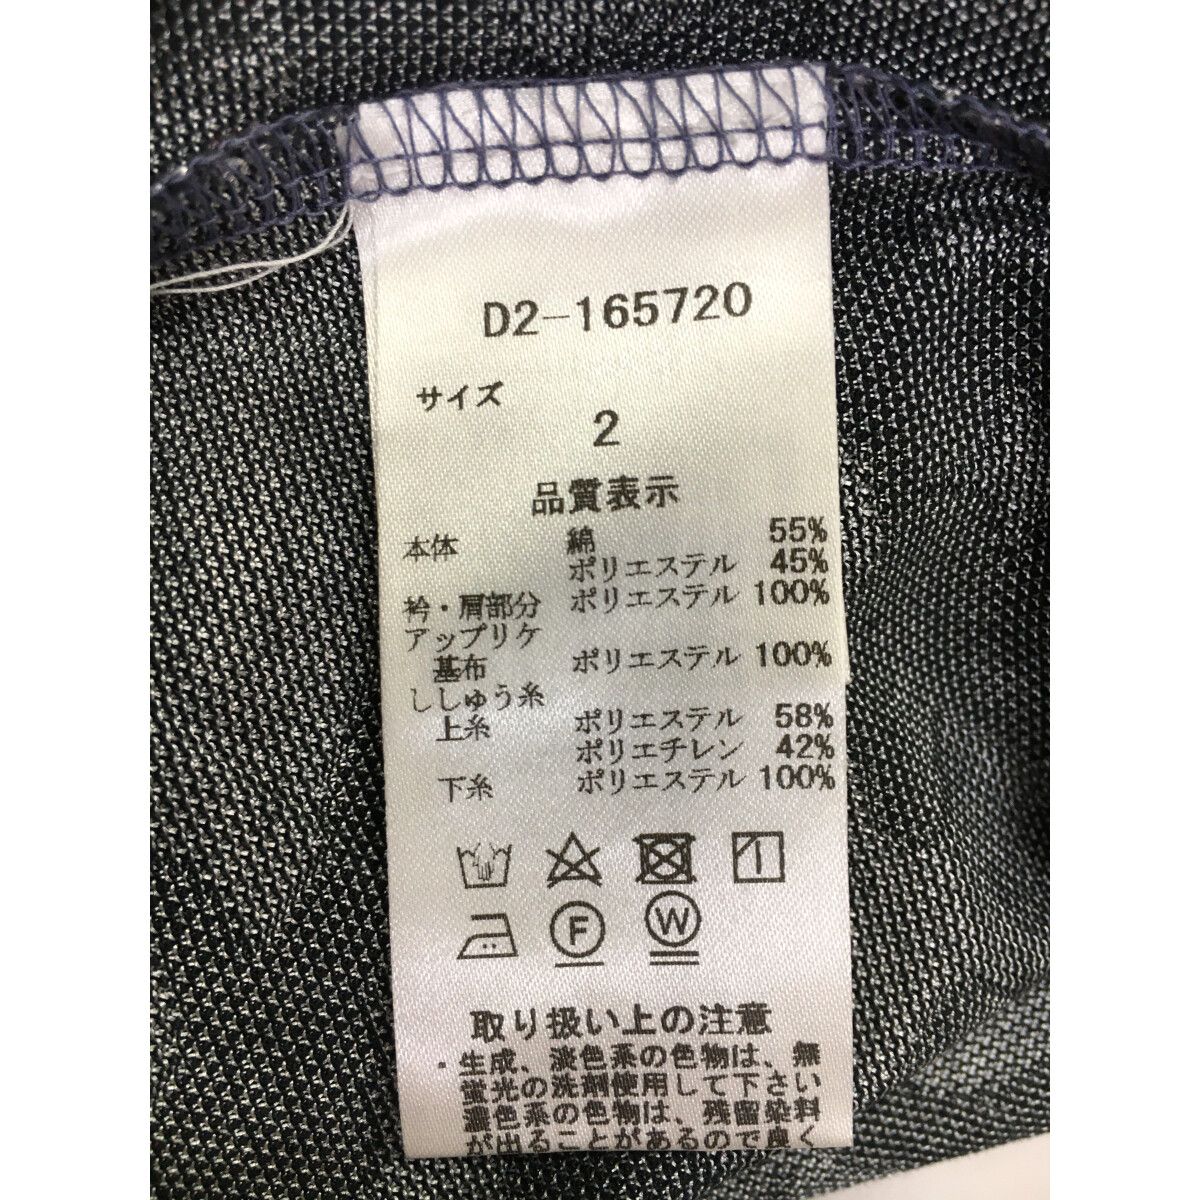 D2-165720
サイズ
2
品質表示
本体 綿 55%
ポリエステル 45%
衿・肩部分 ポリエステル 100%
アップリケ
基布 ポリエステル 100%
ししゅう糸
上糸 ポリエステル 58%
ポリエチレン 42%
下糸 ポリエステル 100%
F W
取り扱い上の注意
・生成、淡色系の色物は、無
蛍光の洗剤使用して下さい
濃色系の色物は、残留染料
が出ることがあるので良く